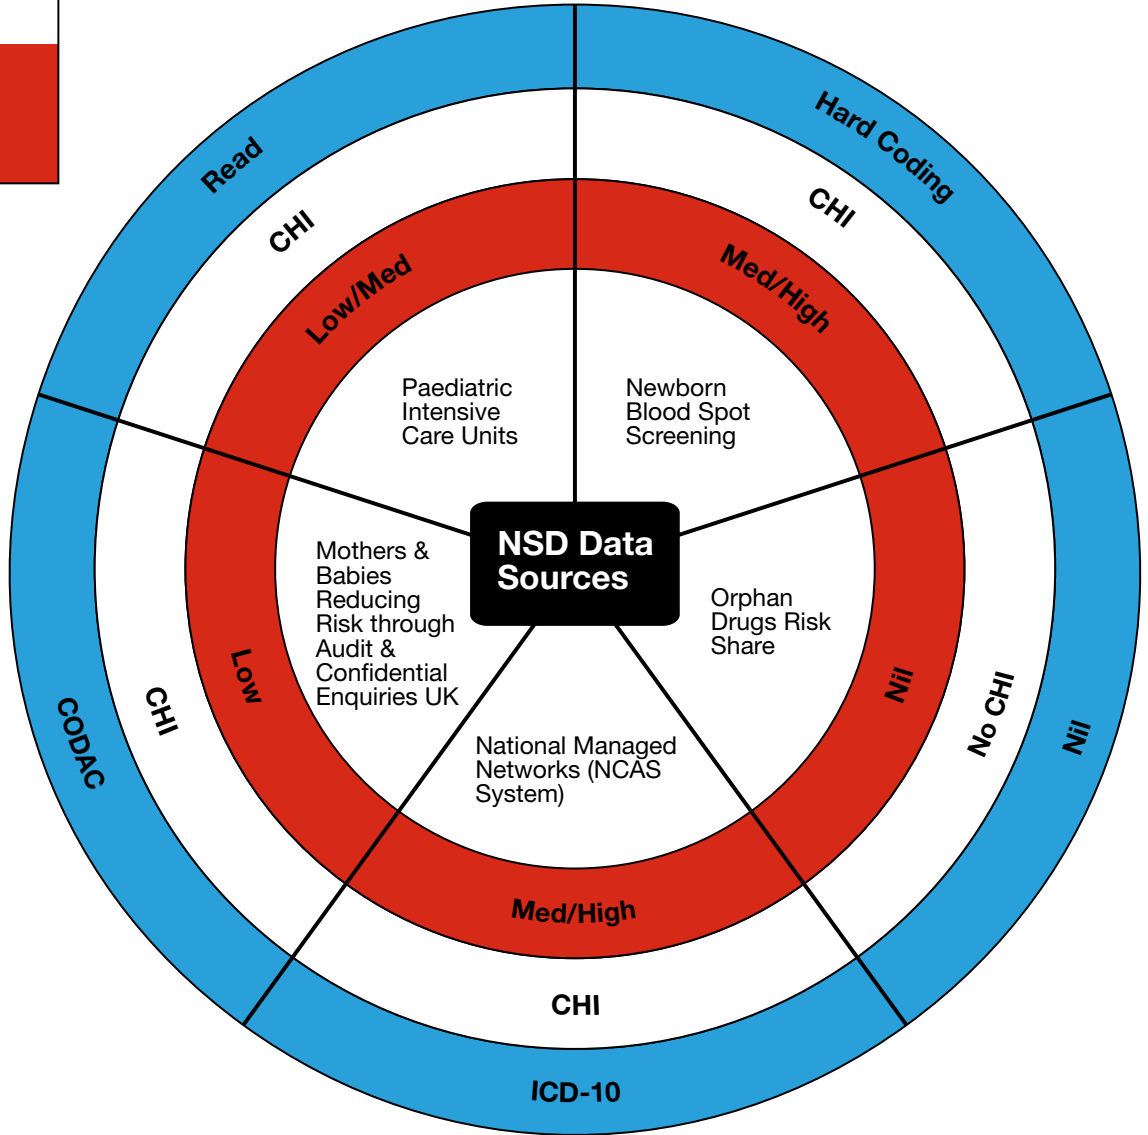 Read
Hard Coding
CHI
CHI
Low/Med
Med/High
Paediatric
Intensive
Care Units
Newborn
Blood Spot
Screening
NSD Data
Sources
Mothers &
Babies
Reducing
Risk through
Audit &
Confidential
Enquiries UK
Orphan
Drugs Risk
Share
National Managed
Networks (NCAS
System)
Low
CHI
CODAC
Nil
No CHI
Nil
Med/High
CHI
ICD-10